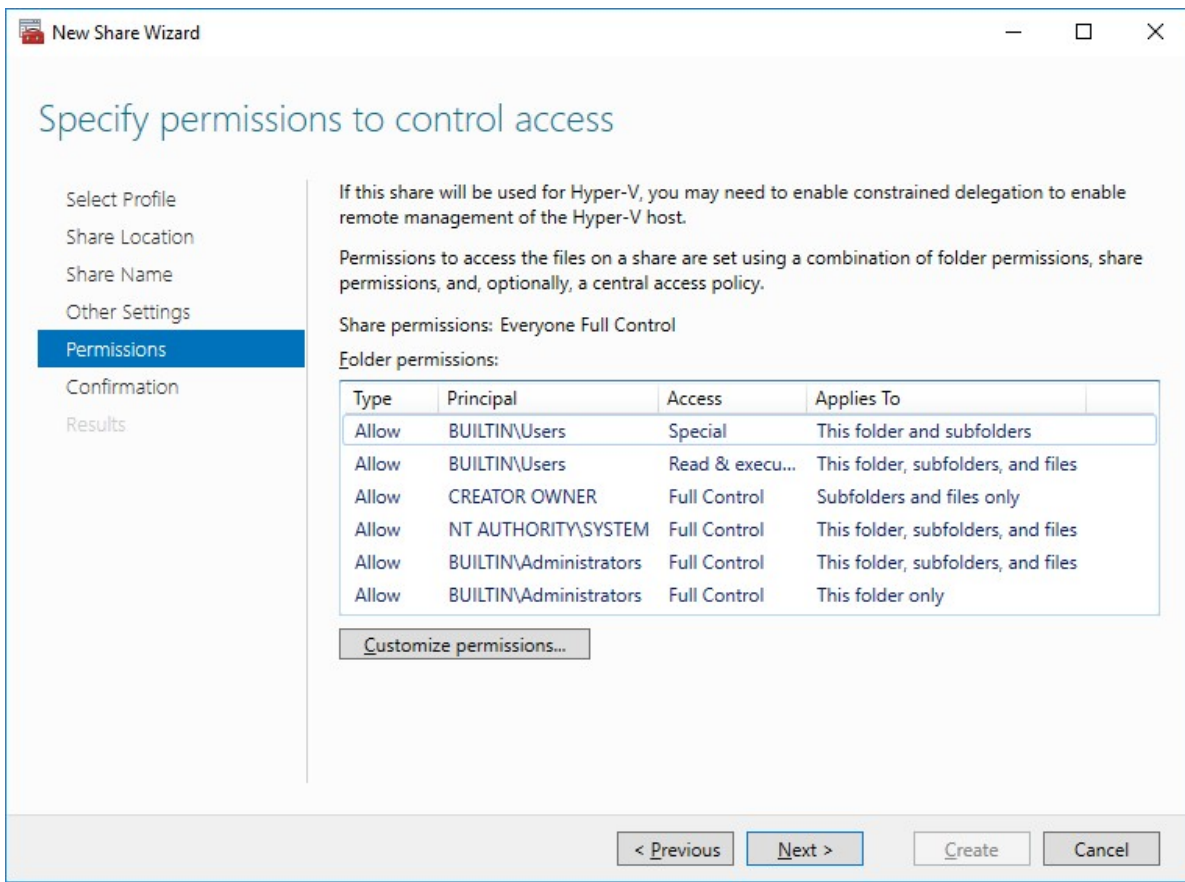 New Share Wizard
Specify permissions to control access
Select Profile
Share Location
Share Name
Other Settings
Permissions
Confirmation
Results
If this share will be used for Hyper-V, you may need to enable constrained delegation to enable
remote management of the Hyper-V host.
Permissions to access the files on a share are set using a combination of folder permissions, share
permissions, and, optionally, a central access policy.
Share permissions: Everyone Full Control
Folder permissions:
Type Principal Access Applies To
Allow BUILTIN\Users Special This folder and subfolders
Allow BUILTIN\Users Read & execu... This folder, subfolders, and files
Allow CREATOR OWNER Full Control Subfolders and files only
Allow NT AUTHORITY\SYSTEM Full Control This folder, subfolders, and files
Allow BUILTIN\Administrators Full Control This folder, subfolders, and files
Allow BUILTIN\Administrators Full Control This folder only
Customize permissions...
< Previous Next > Create Cancel